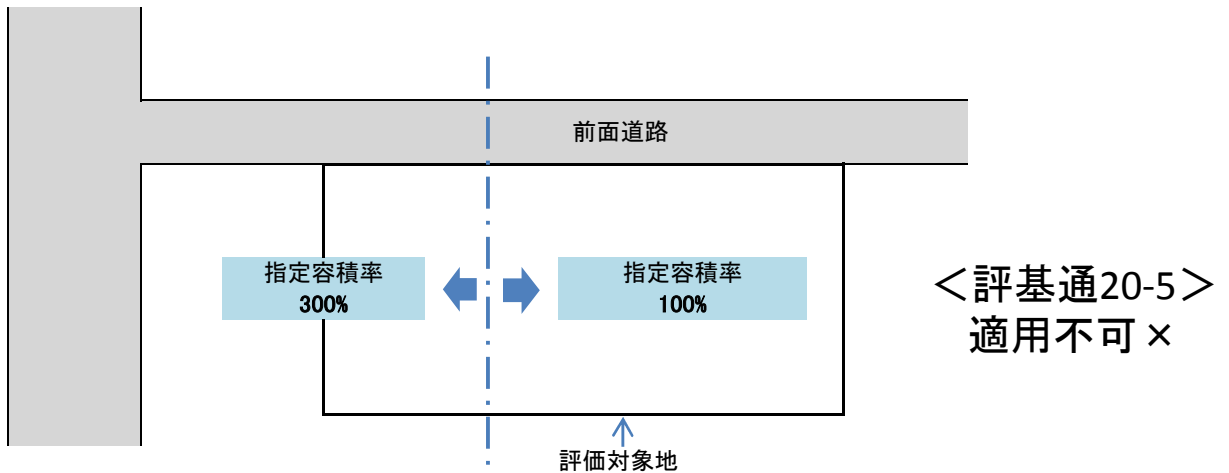 前面道路
指定容積率
300%
指定容積率
100%
＜評基通20-5＞
適用不可×
評価対象地